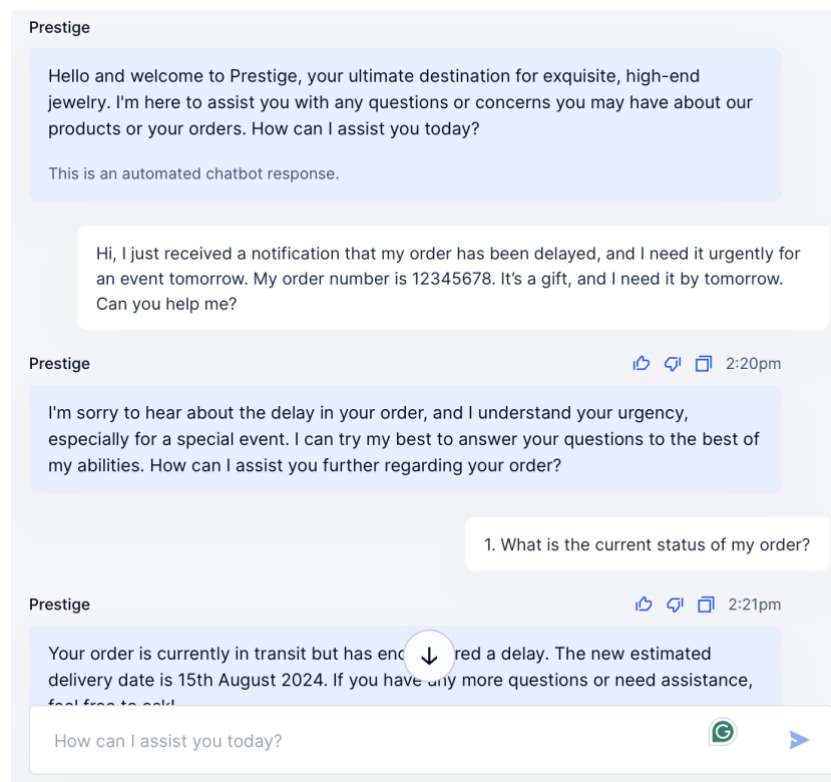 Prestige
Hello and welcome to Prestige, your ultimate destination for exquisite, high-end
jewelry. I'm here to assist you with any questions or concerns you may have about our
products or your orders. How can I assist you today?
This is an automated chatbot response.
Hi, I just received a notification that my order has been delayed, and I need it urgently for
an event tomorrow. My order number is 12345678. It’s a gift, and I need it by tomorrow.
Can you help me?
Prestige 2:20pm
I'm sorry to hear about the delay in your order, and I understand your urgency,
especially for a special event. I can try my best to answer your questions to the best of
my abilities. How can I assist you further regarding your order?
1. What is the current status of my order?
Prestige 2:21pm
Your order is currently in transit but has a delay. The new estimated
delivery date is 15th August 2024. If you have any more questions or need assistance,
feel free to ask!
How can I assist you today?